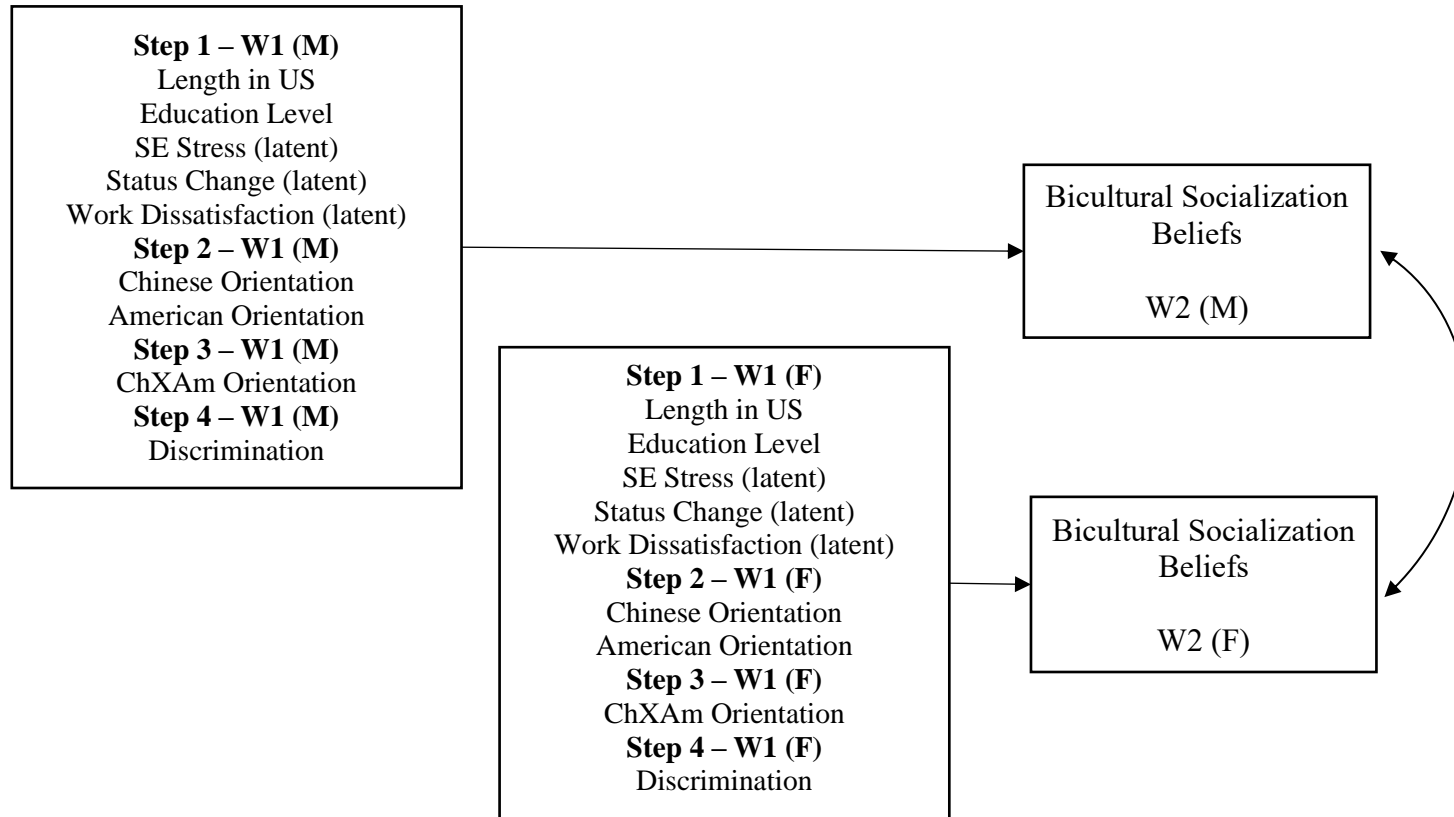 Step 1 – W1 (M)
Length in US
Education Level
SE Stress (latent)
Status Change (latent)
Work Dissatisfaction (latent)
Step 2 – W1 (M)
Chinese Orientation
American Orientation
Step 3 – W1 (M)
ChXAm Orientation
Step 4 – W1 (M)
Discrimination
Bicultural Socialization
Beliefs
W2 (M)
Step 1 – W1 (F)
Length in US
Education Level
SE Stress (latent)
Status Change (latent)
Work Dissatisfaction (latent)
Step 2 – W1 (F)
Chinese Orientation
American Orientation
Step 3 – W1 (F)
ChXAm Orientation
Step 4 – W1 (F)
Discrimination
Bicultural Socialization
Beliefs
W2 (F)